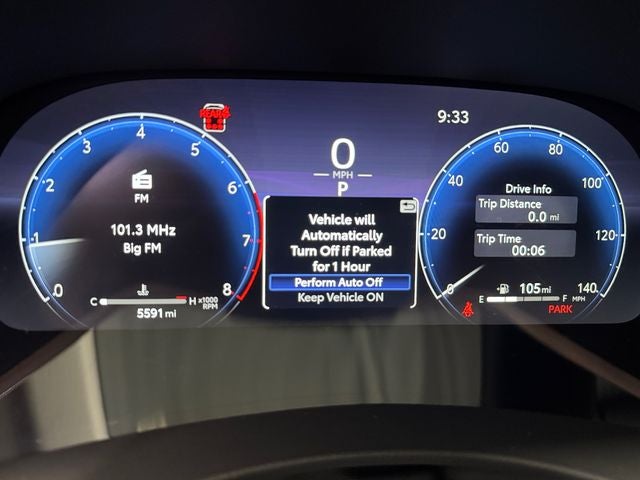 REAR
9:33
4
3
5
2
6
1
7
0
8
FM
101.3 MHz
Big FM
C
H
x1000
RPM
5591 mi
0
MPH
P
Vehicle will
Automatically
Turn Off if Parked
for 1 Hour
Perform Auto Off
Keep Vehicle ON
60
80
40
100
20
120
0
140
MPH
Drive Info
Trip Distance
0.0 mi
Trip Time
00:06
105 mi
E
F
PARK